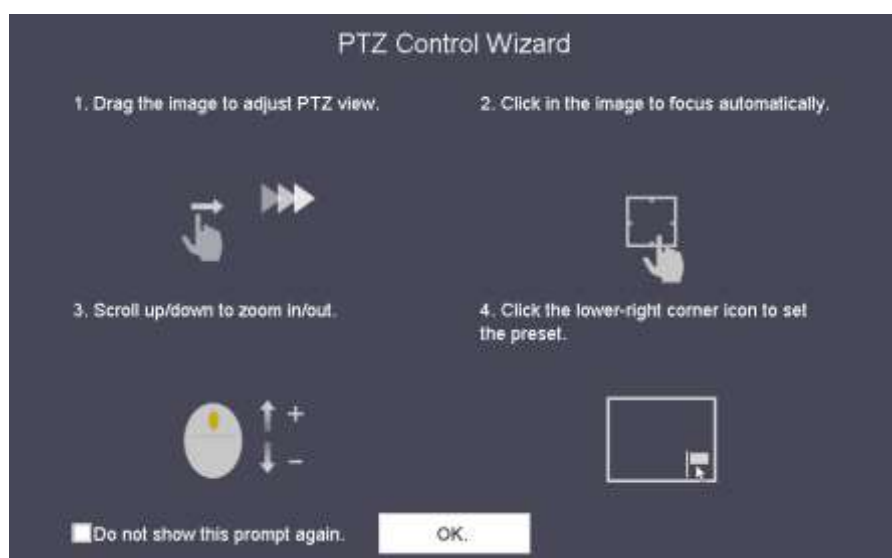 PTZ Control Wizard
1. Drag the image to adjust PTZ view.
2. Click in the image to focus automatically.
3. Scroll up/down to zoom in/out.
4. Click the lower-right corner icon to set
the preset.
+
–
Do not show this prompt again.
OK.